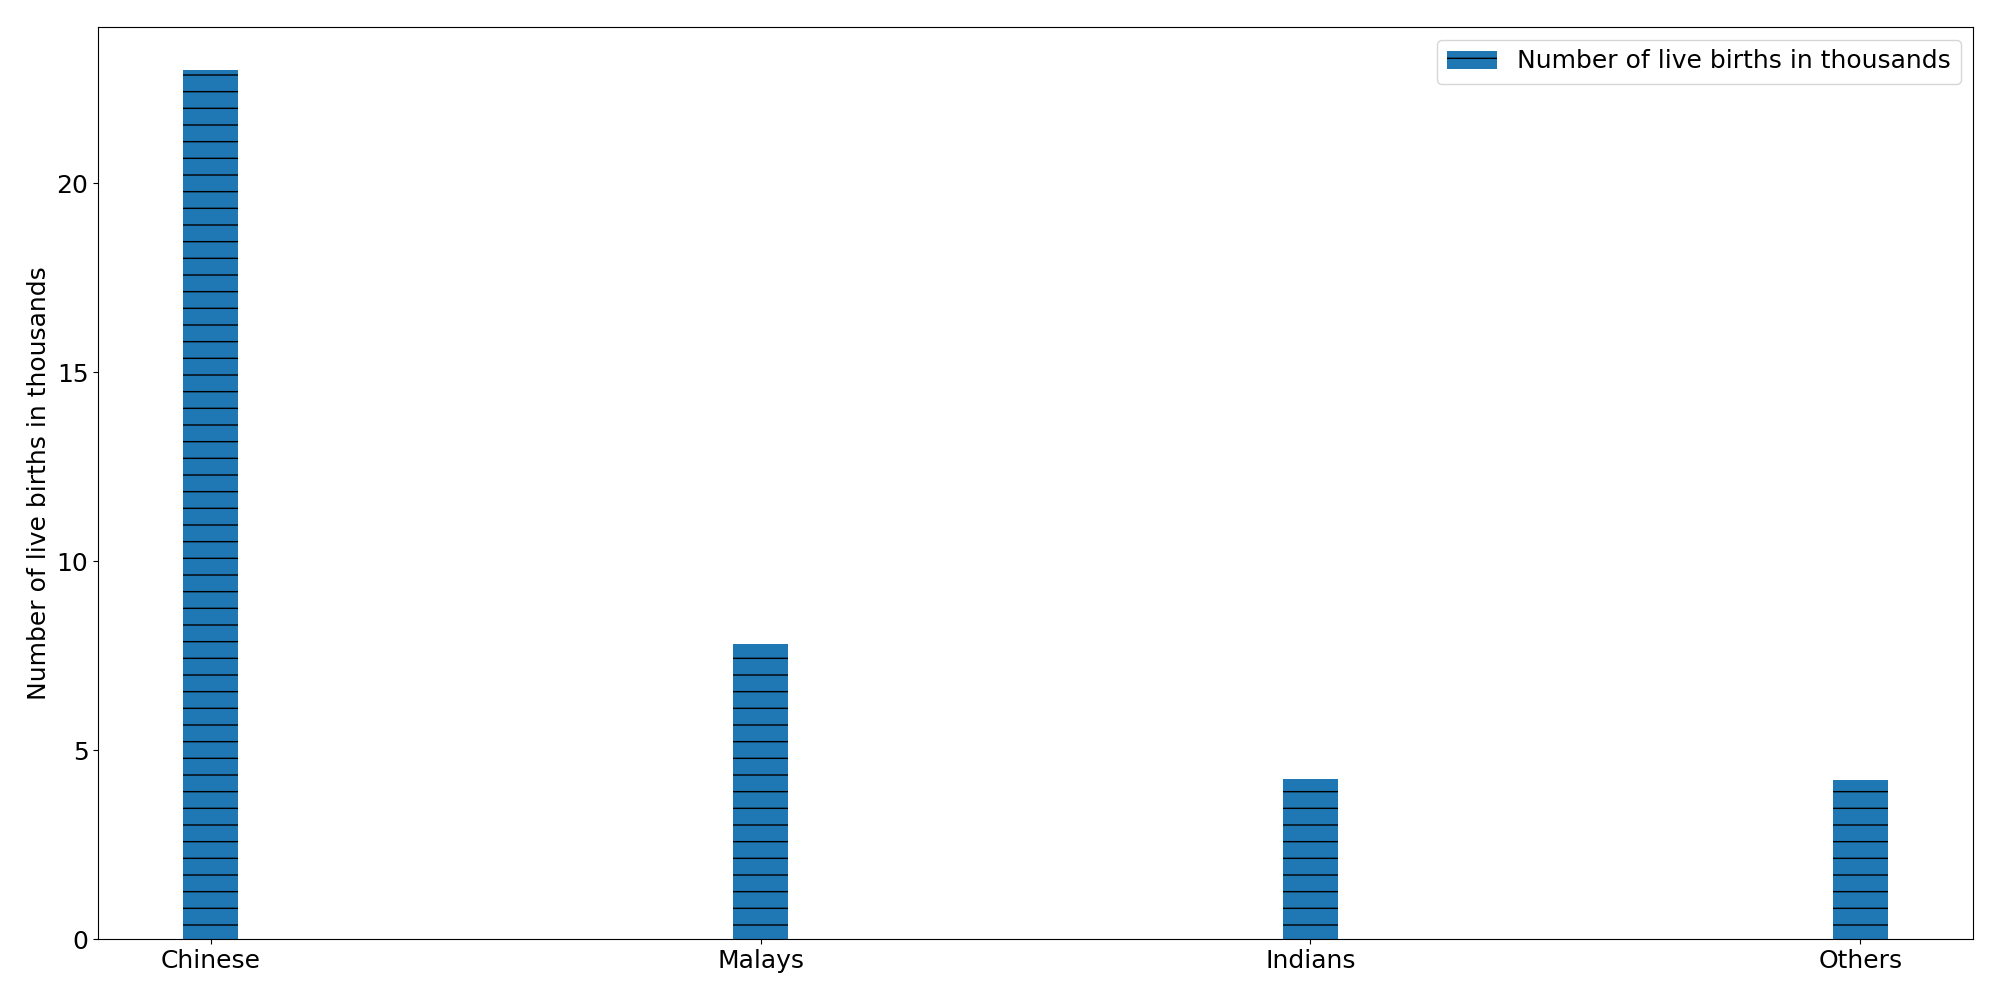 Number of live births in thousands
Number of live births in thousands
20
15
10
5
0
Chinese
Malays
Indians
Others